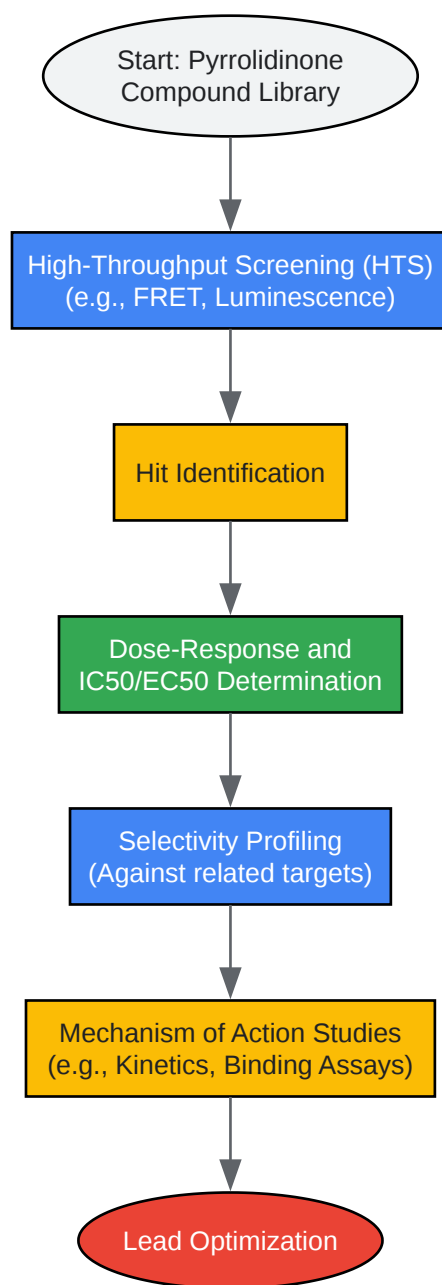 Start: Pyrrolidinone
Compound Library
High-Throughput Screening (HTS)
(e.g., FRET, Luminescence)
Hit Identification
Dose-Response and
IC50/EC50 Determination
Selectivity Profiling
(Against related targets)
Mechanism of Action Studies
(e.g., Kinetics, Binding Assays)
Lead Optimization